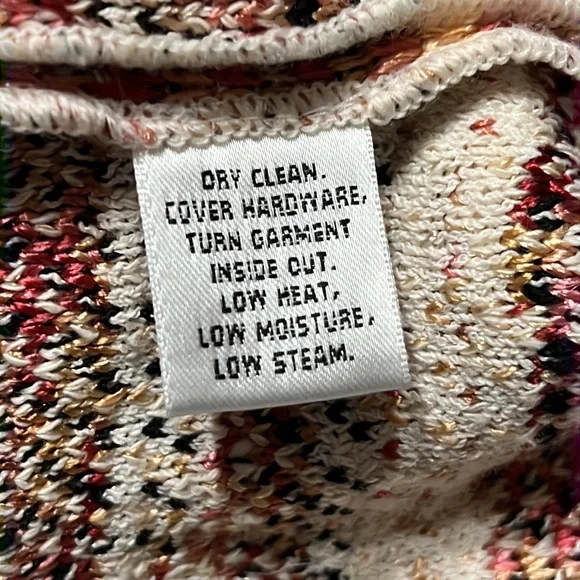 DRY CLEAN.
COVER HARDWARE,
TURN GARMENT
INSIDE OUT.
LOW HEAT,
LOW MOISTURE,
LOW STEAM.